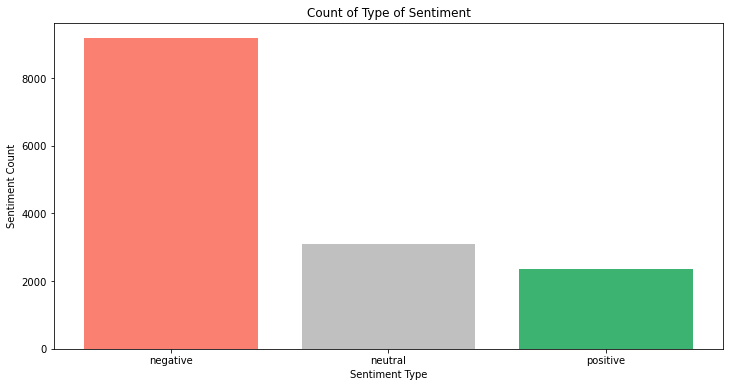 Count of Type of Sentiment
Sentiment Count
8000
6000
4000
2000
0
negative neutral positive
Sentiment Type